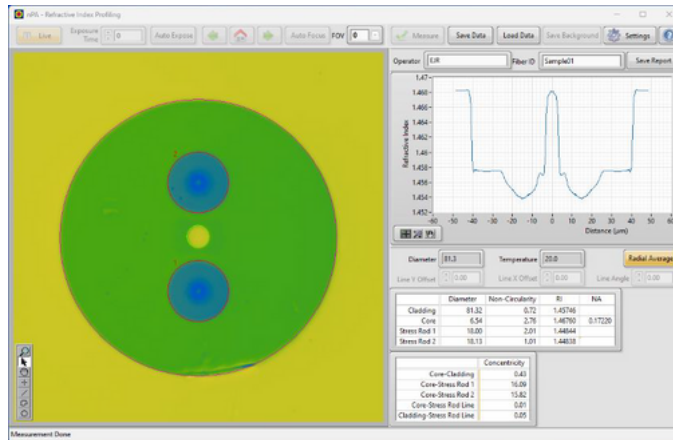 nP6 - Refractive Index Profiling
Live
Exposure Time
0
Auto Expose
Auto Focus
FOV
0
Measure
Save Data
Load Data
Save Background
Settings
Operator
EJR
Fiber ID
Sample01
Save Report
1.47
1.468
1.466
1.464
1.462
1.46
1.458
1.456
1.454
1.452
Refractive Index
-60 -50 -40 -30 -20 -10 0 10 20 30 40 50 60
Distance (µm)
Diameter
81.3
Temperature
20.0
Radial Average
Line Y Offset
0.00
Line X Offset
0.00
Line Angle
0.00
Diameter Non-Circularity RI NA
Cladding 81.32 0.72 1.45746
Core 6.54 2.76 1.46760 0.17220
Stress Rod 1 18.00 2.01 1.44844
Stress Rod 2 18.13 1.01 1.44838
Concentricity
Core-Cladding 0.43
Core-Stress Rod 1 16.09
Core-Stress Rod 2 15.82
Core-Stress Rod Line 0.01
Cladding-Stress Rod Line 0.05
Measurement Done